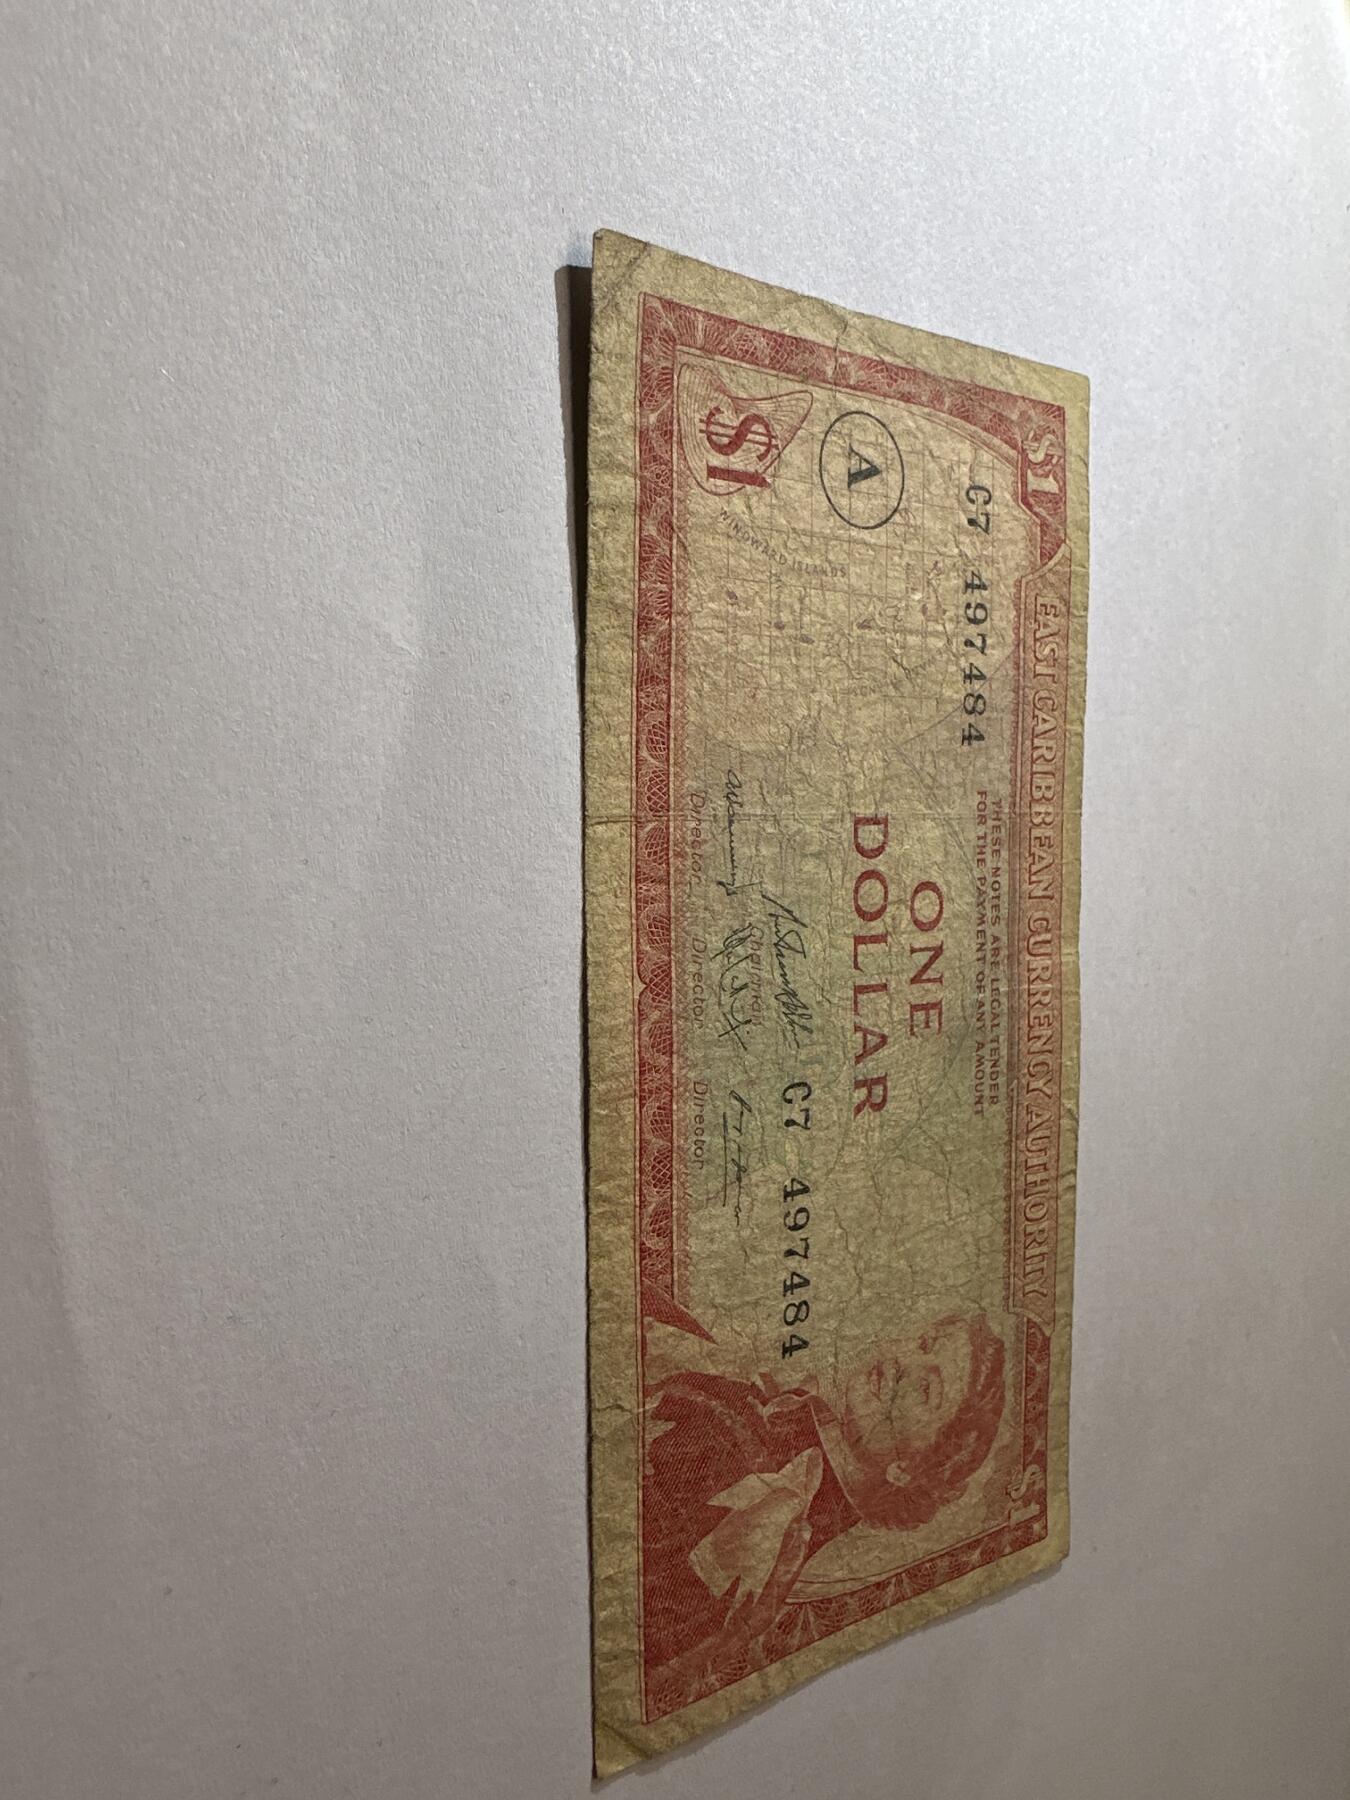 $1
EAST CARIBBEAN CURRENCY AUTHORITY
$1
THESE NOTES ARE LEGAL TENDER
FOR THE PAYMENT OF ANY AMOUNT
C7 497484
ONE
DOLLAR
A
WINDWARD ISLANDS
C7 497484
Chairman
$1
Director
Director
Director